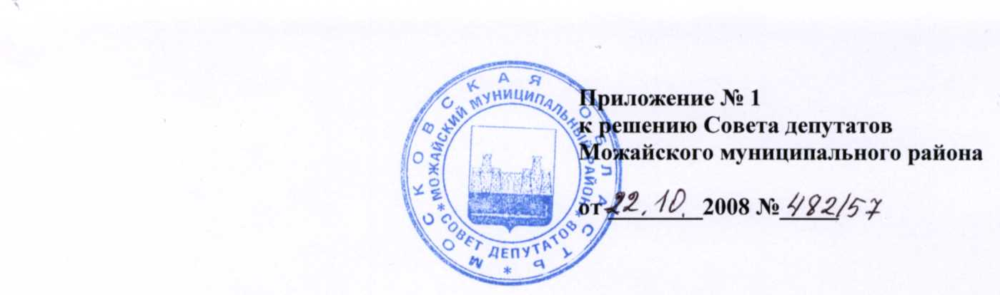 Приложение № 1
к решению Совета депутатов
Можайского муниципального района
от 22.10. 2008 № 482/57
МОСКОВСКАЯ ОБЛАСТЬ *
* МОЖАЙСКИЙ МУНИЦИПАЛЬНЫЙ РАЙОН *
СОВЕТ ДЕПУТАТОВ